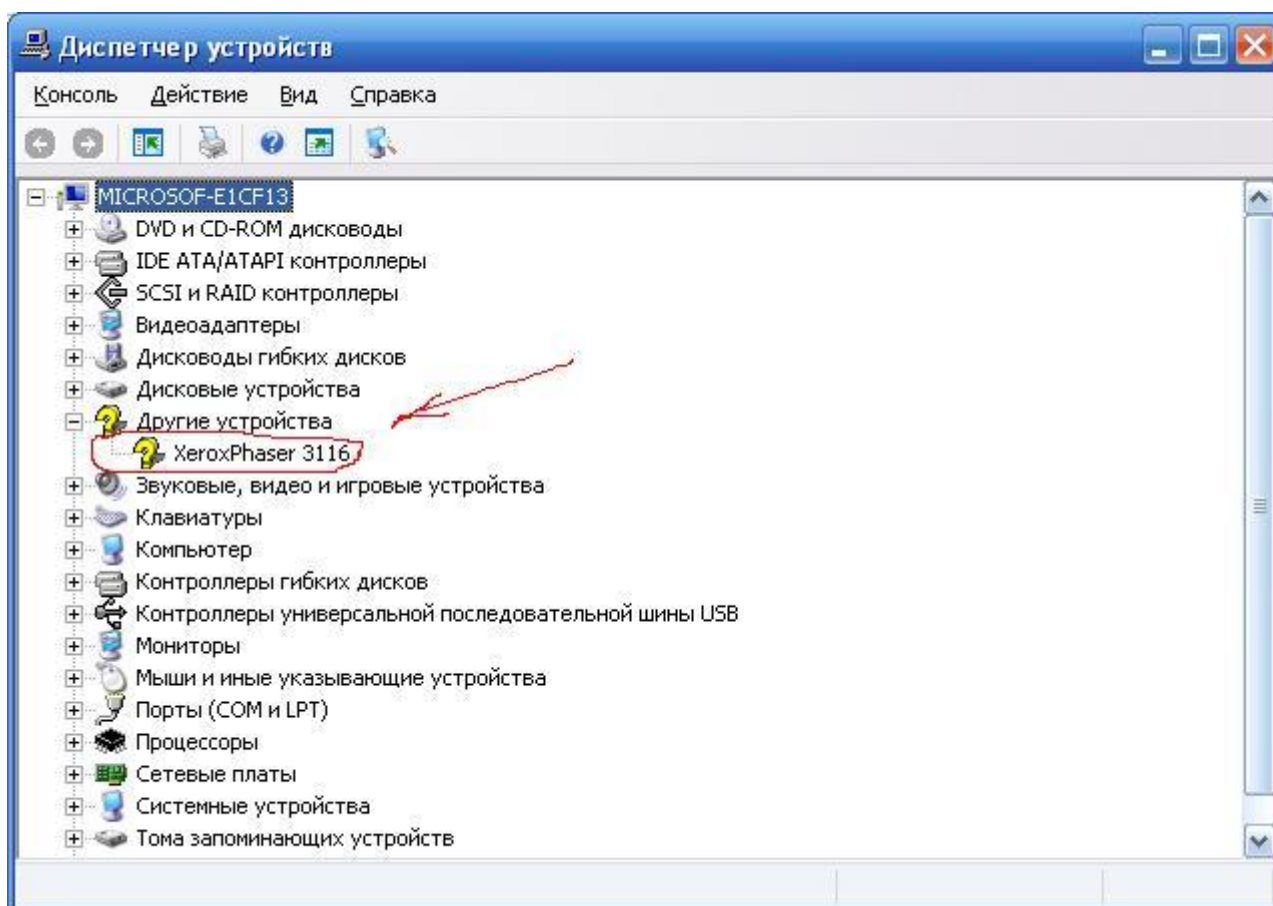 Диспетчер устройств
Консоль Действие Вид Справка
MICROSOF-E1CF13
DVD и CD-ROM дисководы
IDE ATA/ATAPI контроллеры
SCSI и RAID контроллеры
Видеоадаптеры
Дисководы гибких дисков
Дисковые устройства
Другие устройства
XeroxPhaser 3116
Звуковые, видео и игровые устройства
Клавиатуры
Компьютер
Контроллеры гибких дисков
Контроллеры универсальной последовательной шины USB
Мониторы
Мыши и иные указывающие устройства
Порты (COM и LPT)
Процессоры
Сетевые платы
Системные устройства
Тома запоминающих устройств